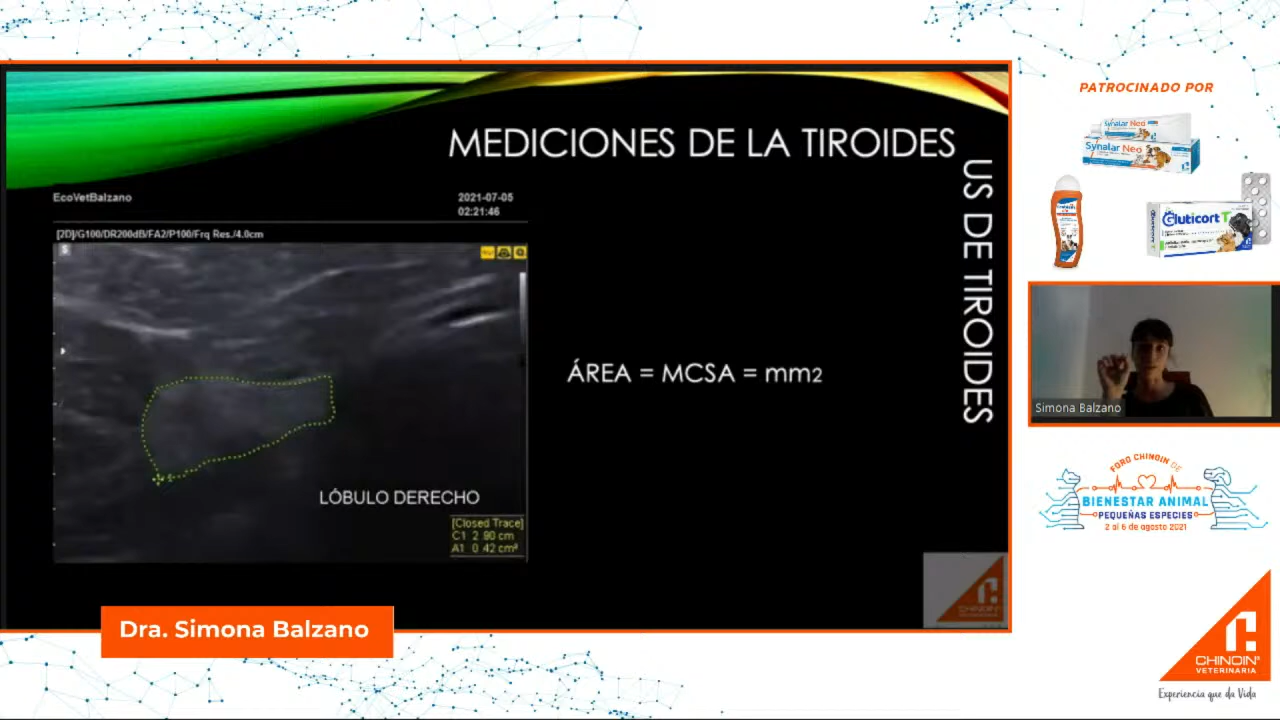 MEDICIONES DE LA TIROIDES
US DE TIROIDES
EcoVetBalzano
2021-07-05
02:21:46
[2D]/G100/DR200dB/FA2/P100/Frq Res./4.0cm
S
ÁREA = MCSA = mm2
LÓBULO DERECHO
[Closed Trace]
C1 2.90 cm
A1 0.42 cm²
Dra. Simona Balzano
PATROCINADO POR
Synalar Neo
Synalar Neo
Gluticort T
Simona Balzano
FORO CHINOIN DE
BIENESTAR ANIMAL
PEQUEÑAS ESPECIES
2 al 6 de agosto 2021
CHINOIN
VETERINARIA
Experiencia que da Vida